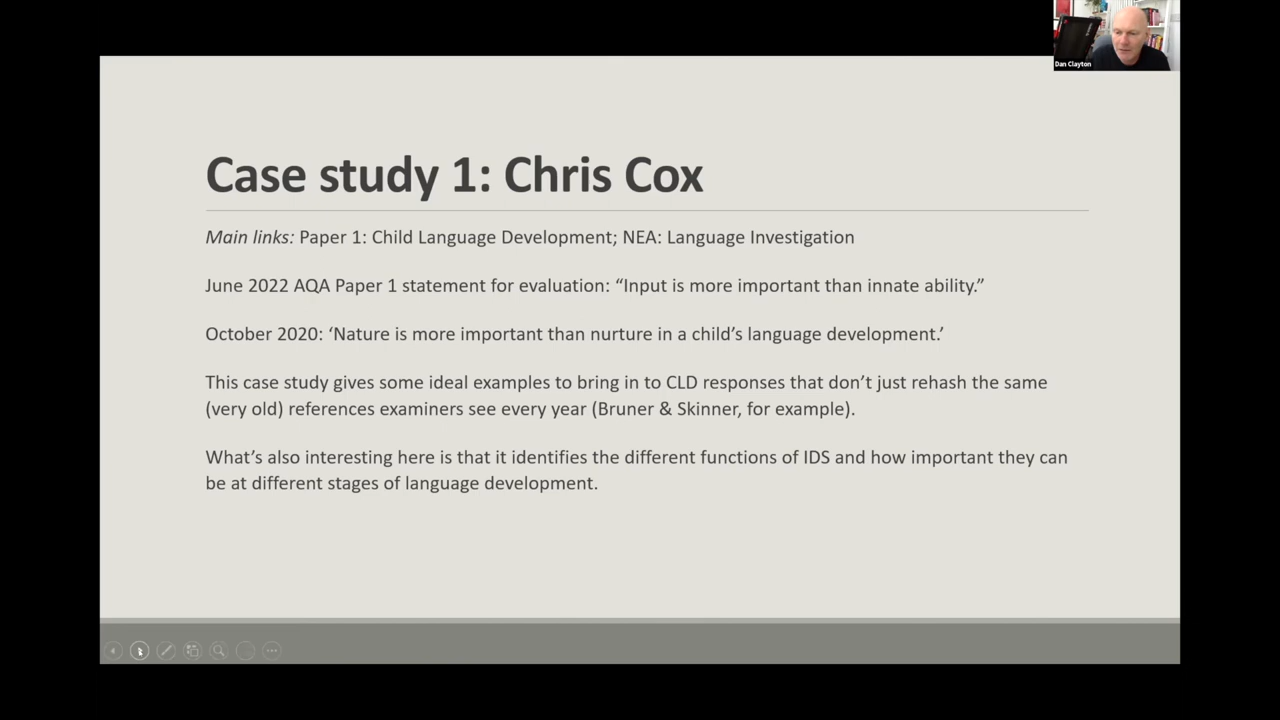 Dan Clayton
Case study 1: Chris Cox
Main links: Paper 1: Child Language Development; NEA: Language Investigation
June 2022 AQA Paper 1 statement for evaluation: “Input is more important than innate ability.”
October 2020: ‘Nature is more important than nurture in a child’s language development.’
This case study gives some ideal examples to bring in to CLD responses that don’t just rehash the same
(very old) references examiners see every year (Bruner & Skinner, for example).
What’s also interesting here is that it identifies the different functions of IDS and how important they can
be at different stages of language development.